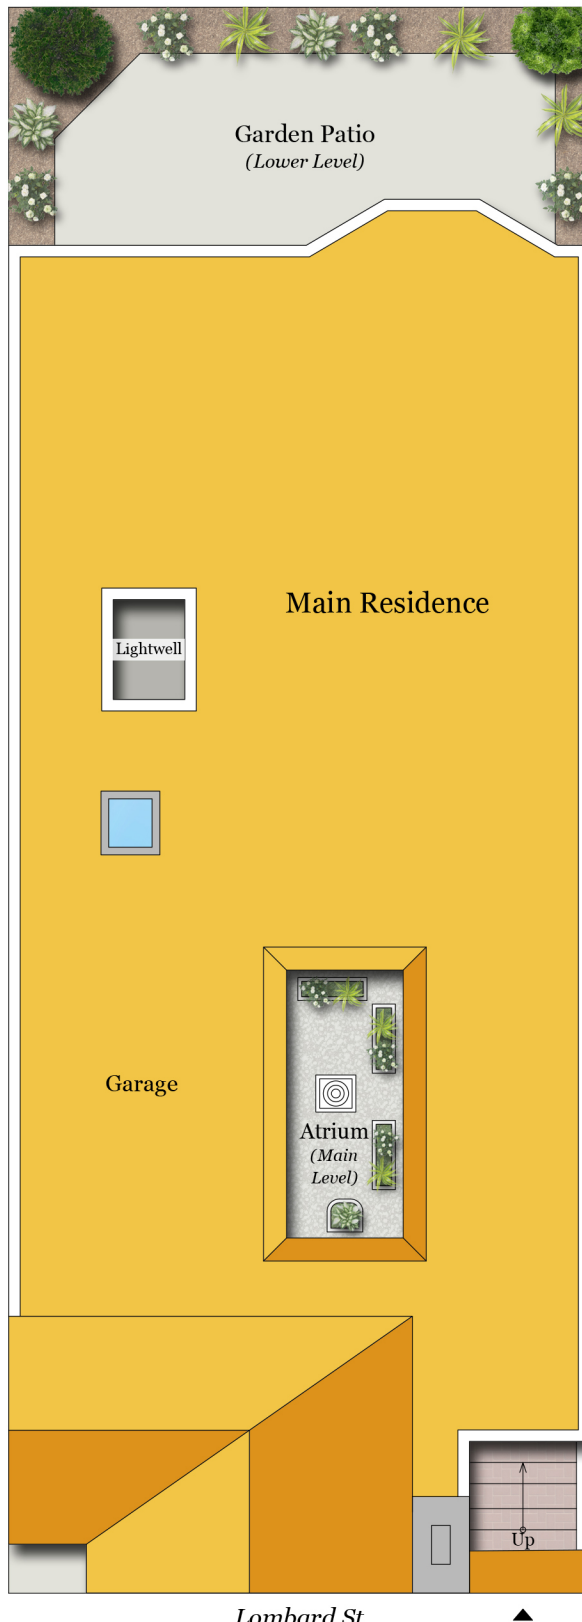 Garden Patio
(Lower Level)
Main Residence
Lightwell
Garage
Atrium
(Main
Level)
Up
Lombard St